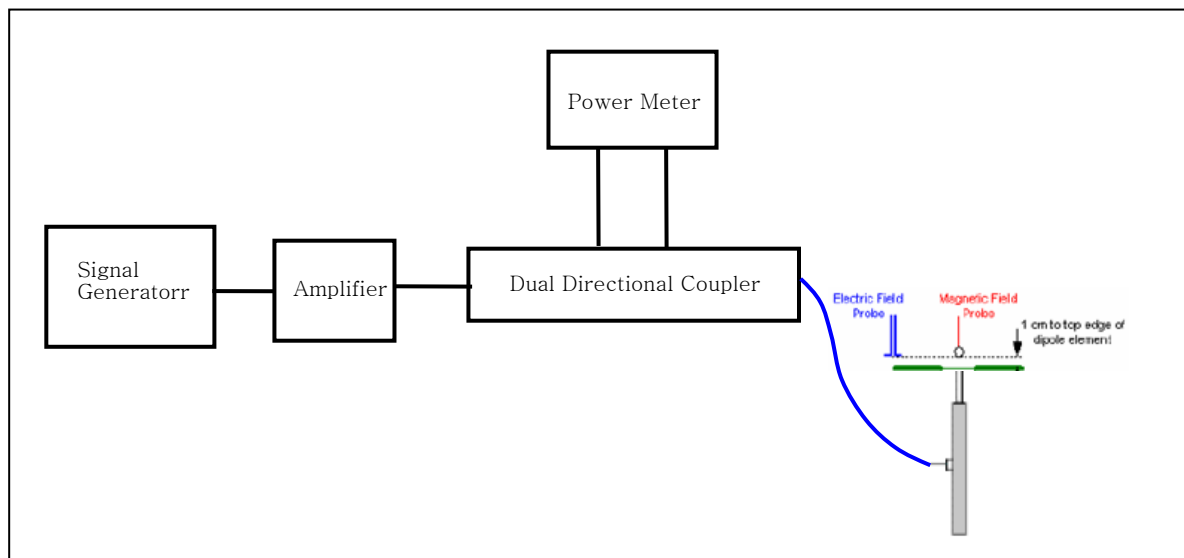 Power Meter
Signal
Generatorr
Amplifier
Dual Directional Coupler
Electric Field
Probe
Magnetic Field
Probe
1 cm to top edge of
dipole element